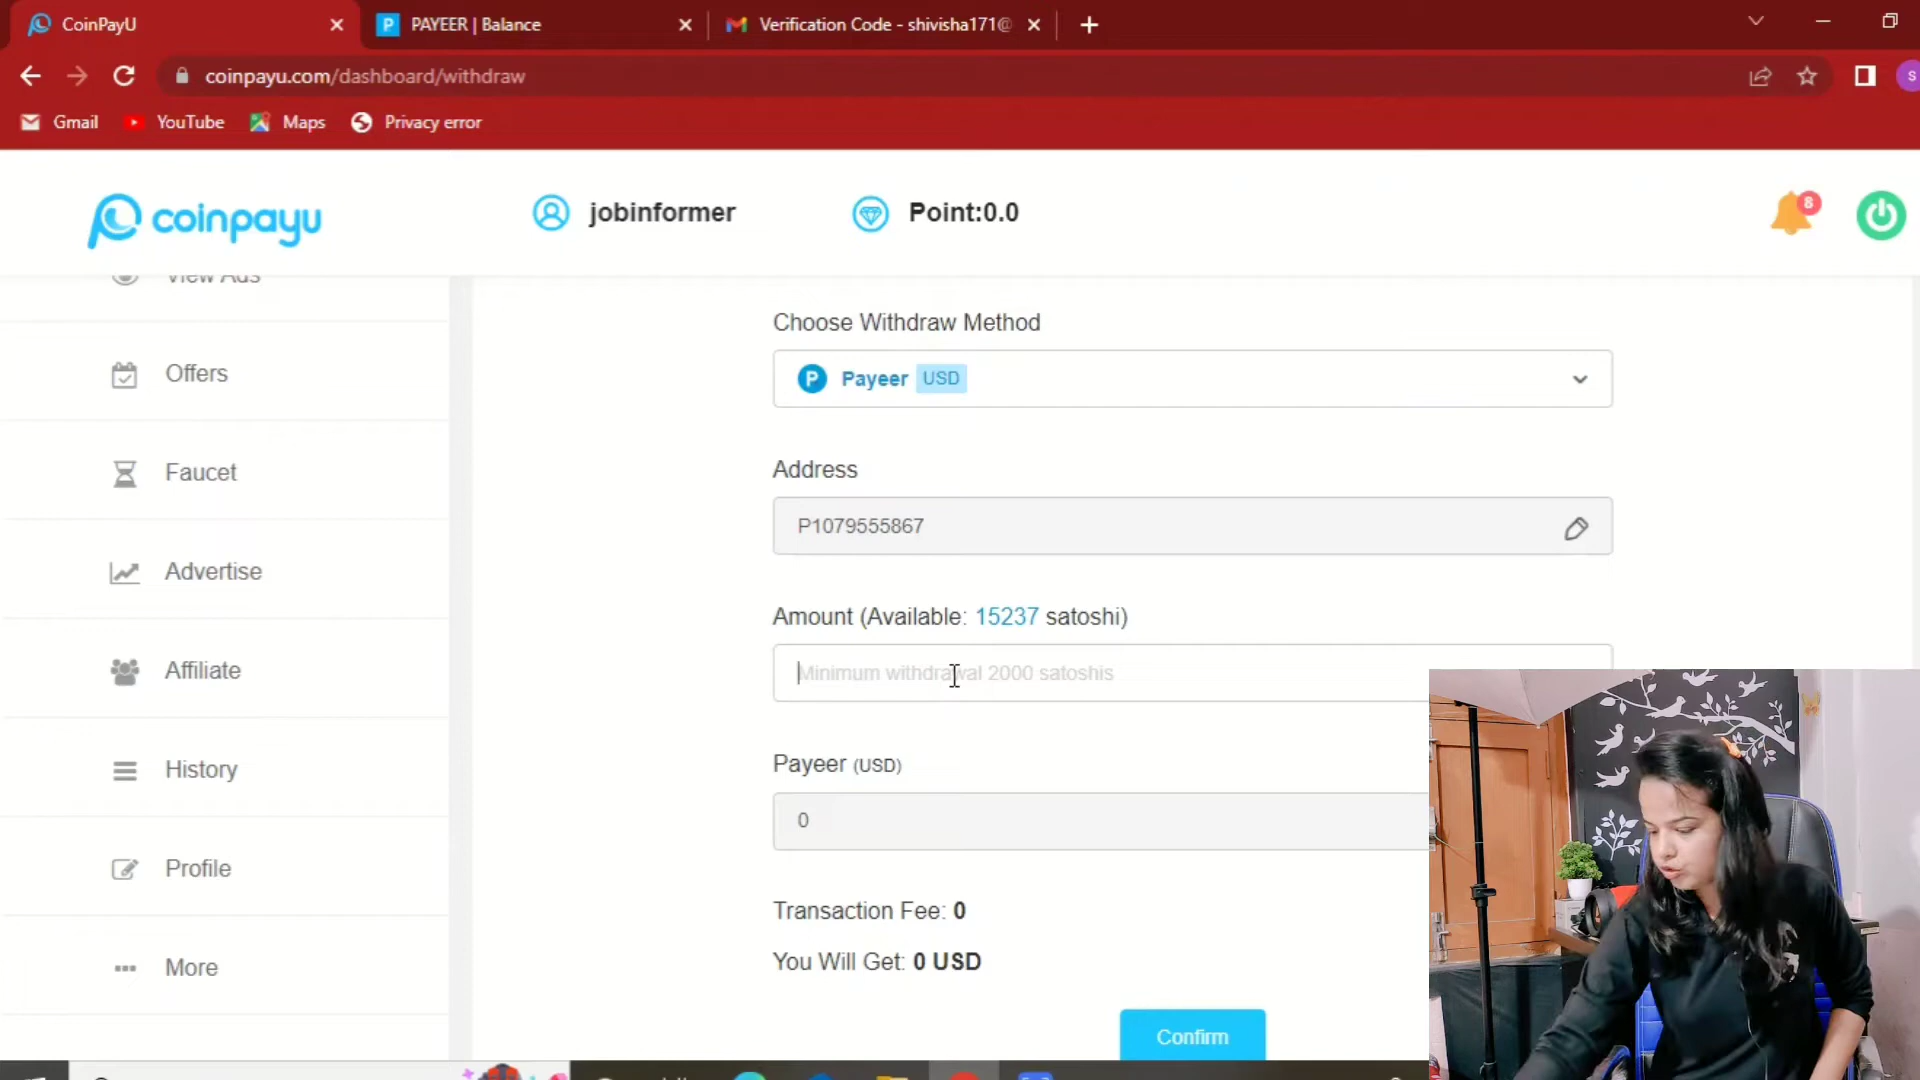 CoinPayU
PAYEER | Balance
Verification Code - shivisha171@
coinpayu.com/dashboard/withdraw
S
Gmail
YouTube
Maps
Privacy error
coinpayu
jobinformer
Point:0.0
8
View Ads
Offers
Faucet
Advertise
Affiliate
History
Profile
More
Choose Withdraw Method
P Payeer USD
Address
P1079555867
Amount (Available: 15237 satoshi)
Minimum withdrawal 2000 satoshis
Payeer (USD)
0
Transaction Fee: 0
You Will Get: 0 USD
Confirm